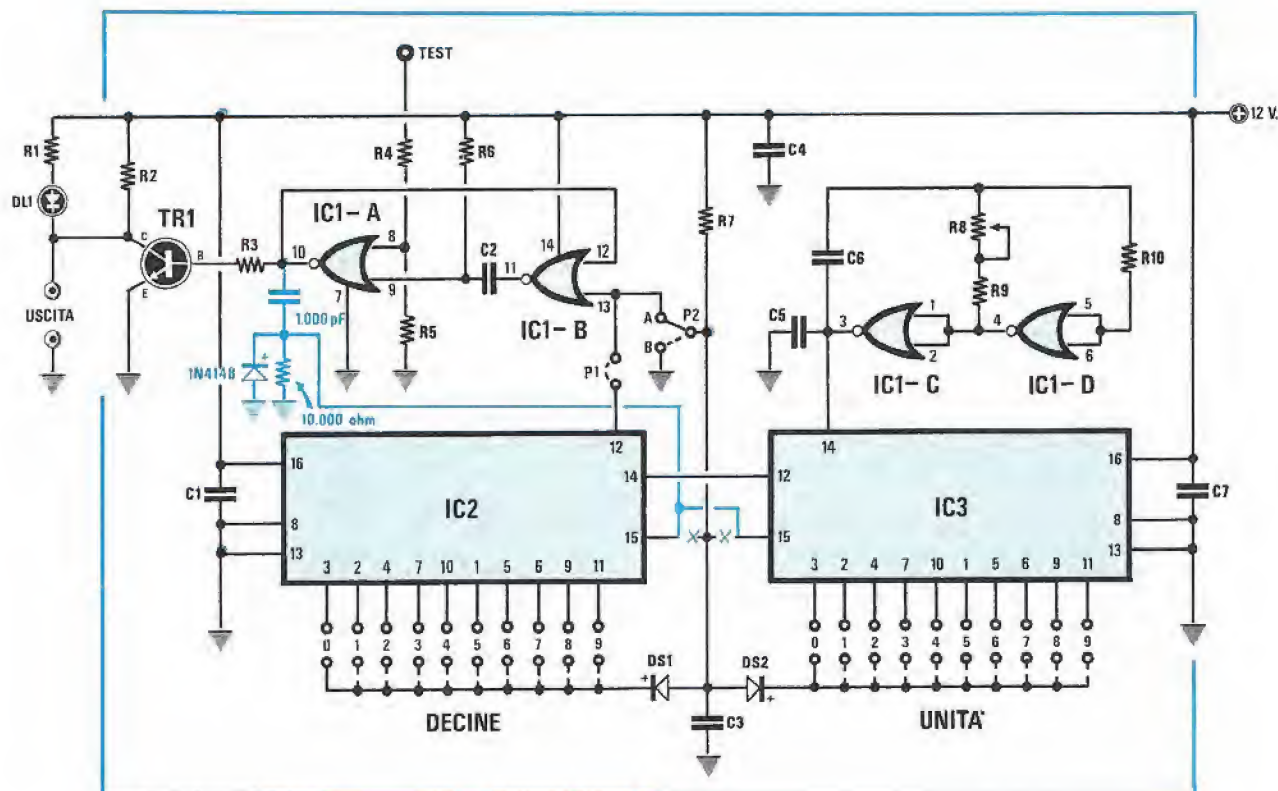 TEST
12 V.
R1
R2
R4
R6
C4
DL1
TR1
IC1-A
R7
R8
C
B
R3
10
8
14
12
C6
R10
E
7
9
C2
11
13
IC1-B
A
P2
B
R9
USCITA
1.000 pF
R5
P1
C5
3
1
2
4
5
6
IC1-C
IC1-D
1N4148
10.000 ohm
12
14
16
14
12
16
C1
IC2
IC3
C7
8
15
15
8
13
13
3 2 4 7 10 1 5 6 9 11
3 2 4 7 10 1 5 6 9 11
0 1 2 3 4 5 6 7 8 9
0 1 2 3 4 5 6 7 8 9
DS1
DS2
+
+
DECINE
C3
UNITA'